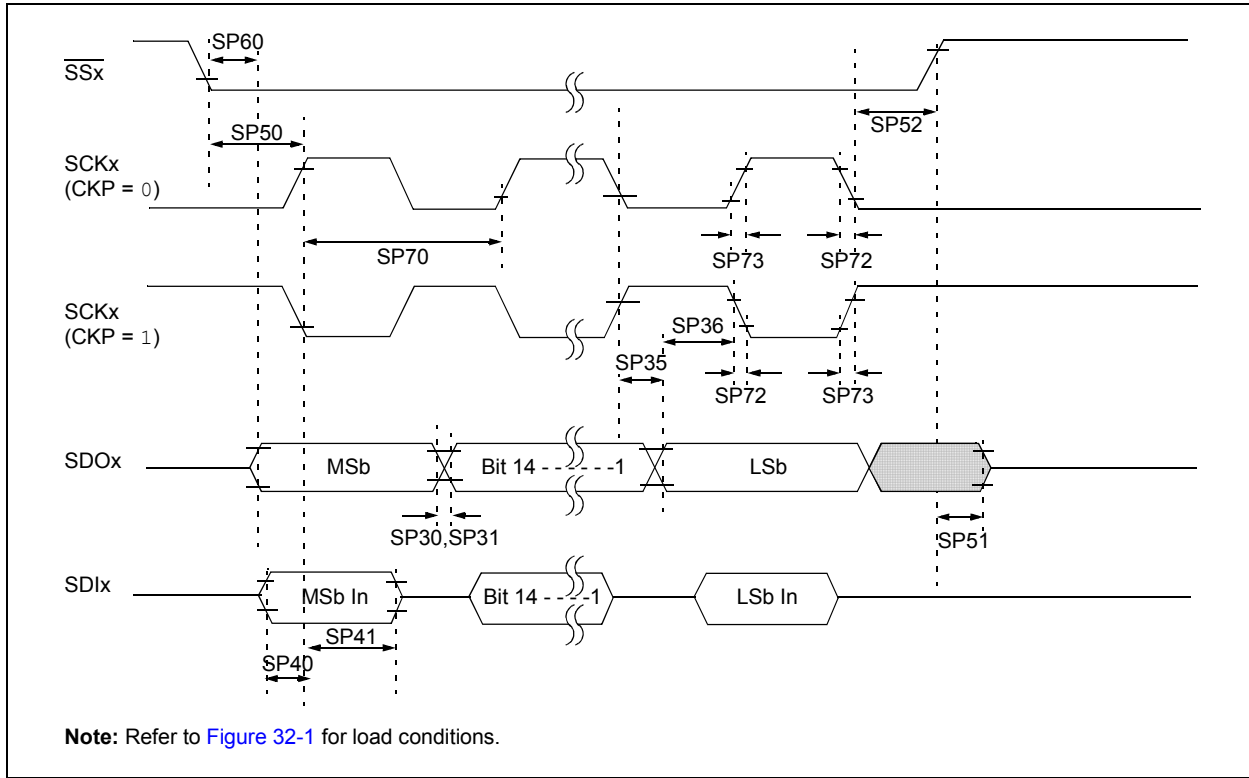 SP60
SSx
SP50
SP52
SCKx
(CKP = 0)
SP70
SP73
SP72
SCKx
(CKP = 1)
SP36
SP35
SP72
SP73
SDOx
MSb
Bit 14 - - - - - -1
LSb
SP30,SP31
SP51
SDIx
MSb In
Bit 14 - - - -1
LSb In
SP41
SP40
Note: Refer to Figure 32-1 for load conditions.